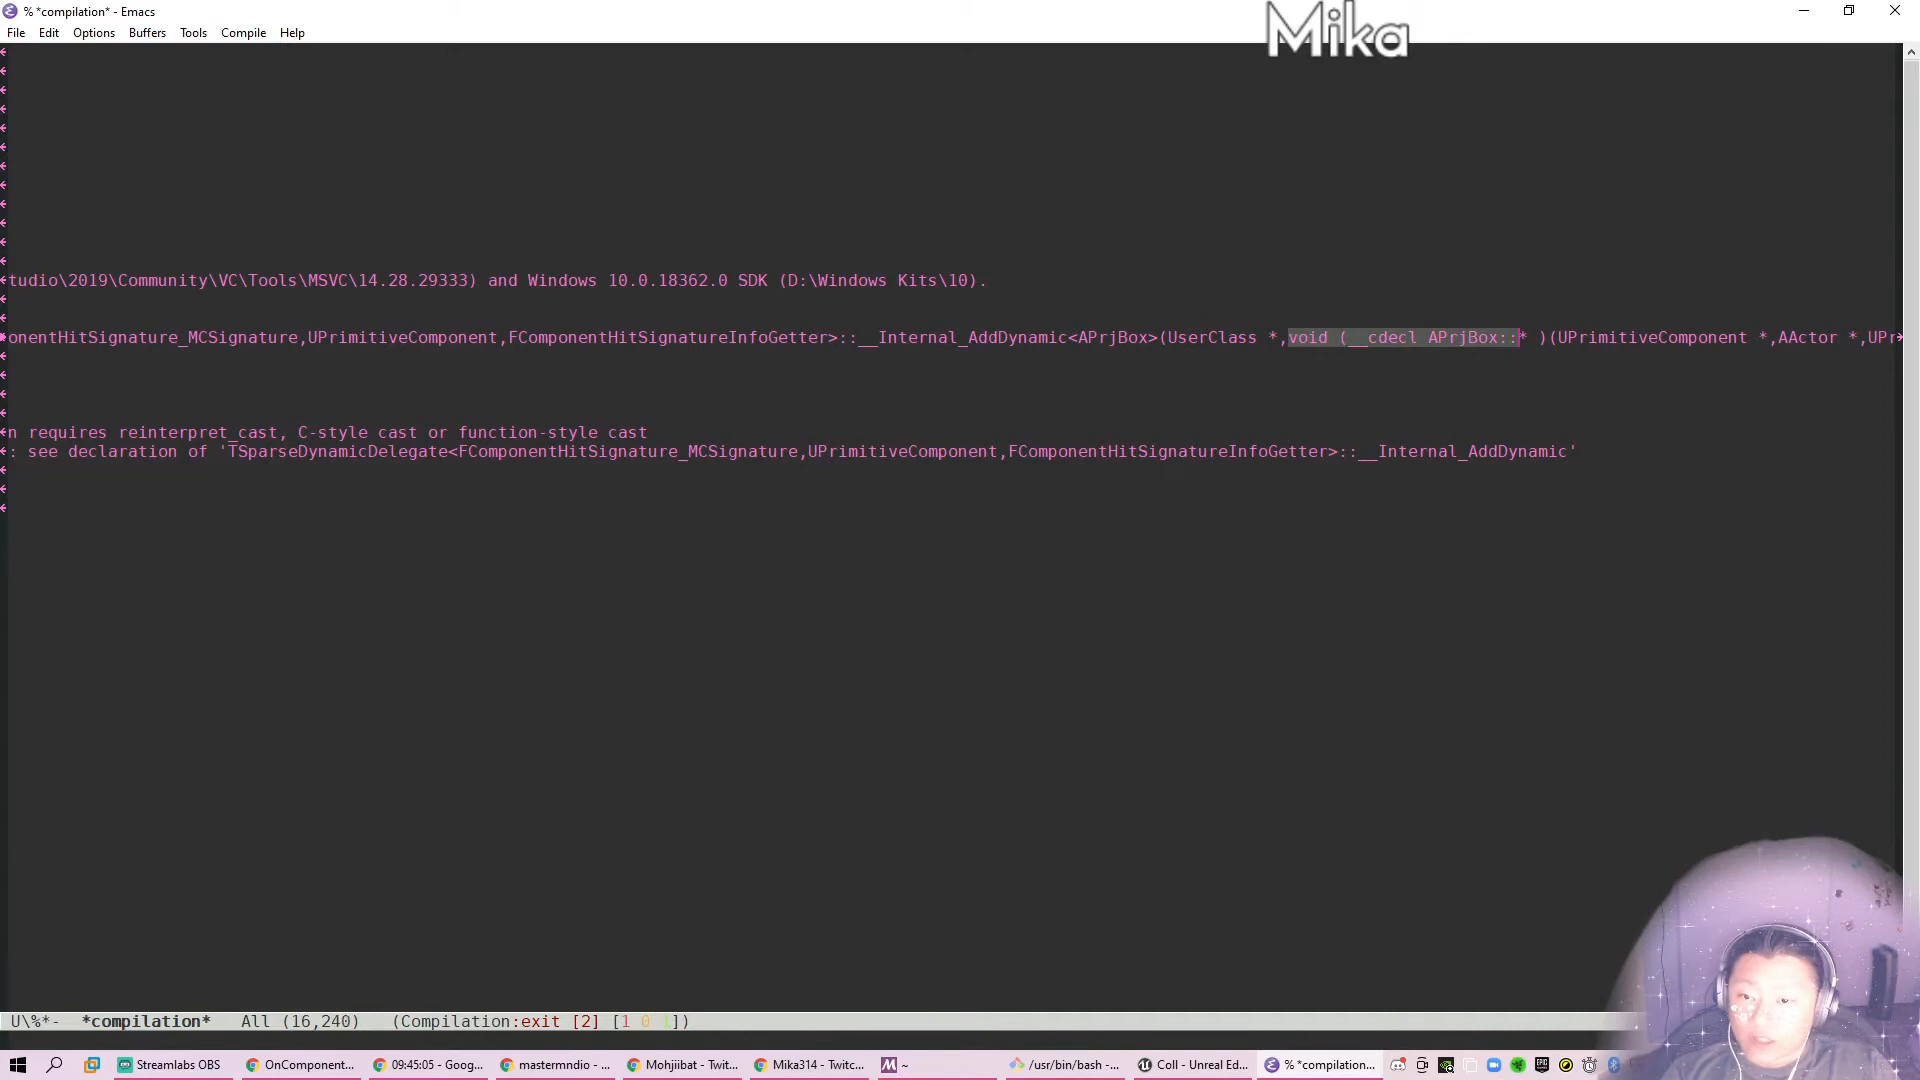 % *compilation* - Emacs
Mika
File Edit Options Buffers Tools Compile Help
tudio\2019\Community\VC\Tools\MSVC\14.28.29333) and Windows 10.0.18362.0 SDK (D:\Windows Kits\10).
onentHitSignature_MCSignature,UPrimitiveComponent,FComponentHitSignatureInfoGetter>::__Internal_AddDynamic<APrjBox>(UserClass *,void (__cdecl APrjBox::* )(UPrimitiveComponent *,AActor *,UPr
n requires reinterpret_cast, C-style cast or function-style cast
: see declaration of 'TSparseDynamicDelegate<FComponentHitSignature_MCSignature,UPrimitiveComponent,FComponentHitSignatureInfoGetter>::__Internal_AddDynamic'
U\%*- *compilation* All (16,240) (Compilation:exit [2] [1 0 1])
Streamlabs OBS OnComponent... 09:45:05 - Goog... mastermndio - ... Mohjiibat - Twit... Mika314 - Twitc... ~ /usr/bin/bash -... Coll - Unreal Ed... % *compilation...